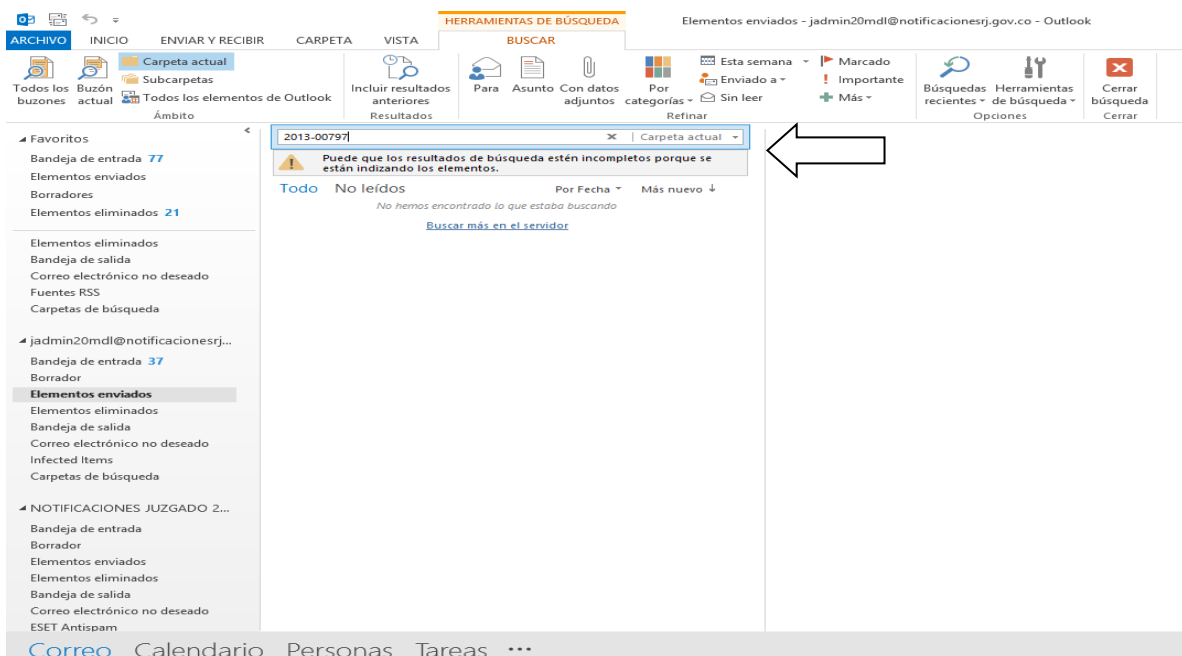 HERRAMIENTAS DE BÚSQUEDA
Elementos enviados - jadmin20mdl@notificacionesrj.gov.co - Outlook
ARCHIVO INICIO ENVIAR Y RECIBIR CARPETA VISTA BUSCAR
Todos los buzones
Buzón actual
Carpeta actual
Subcarpetas
Todos los elementos de Outlook
Ámbito
Incluir resultados anteriores
Resultados
Para
Asunto
Con datos adjuntos
Por categorías
Esta semana
Enviado a
Sin leer
Marcado
Importante
Más
Refinar
Búsquedas recientes
Herramientas de búsqueda
Opciones
Cerrar búsqueda
Cerrar
Favoritos
Bandeja de entrada 77
Elementos enviados
Borradores
Elementos eliminados 21
Elementos eliminados
Bandeja de salida
Correo electrónico no deseado
Fuentes RSS
Carpetas de búsqueda
jadmin20mdl@notificacionesrj...
Bandeja de entrada 37
Borrador
Elementos enviados
Elementos eliminados
Bandeja de salida
Correo electrónico no deseado
Infected Items
Carpetas de búsqueda
NOTIFICACIONES JUZGADO 2...
Bandeja de entrada
Borrador
Elementos enviados
Elementos eliminados
Bandeja de salida
Correo electrónico no deseado
ESET Antispam
2013-00797
Carpeta actual
Puede que los resultados de búsqueda estén incompletos porque se
están indizando los elementos.
Todo No leídos Por Fecha Más nuevo
No hemos encontrado lo que estaba buscando
Buscar más en el servidor
Correo Calendario Personas Tareas ···